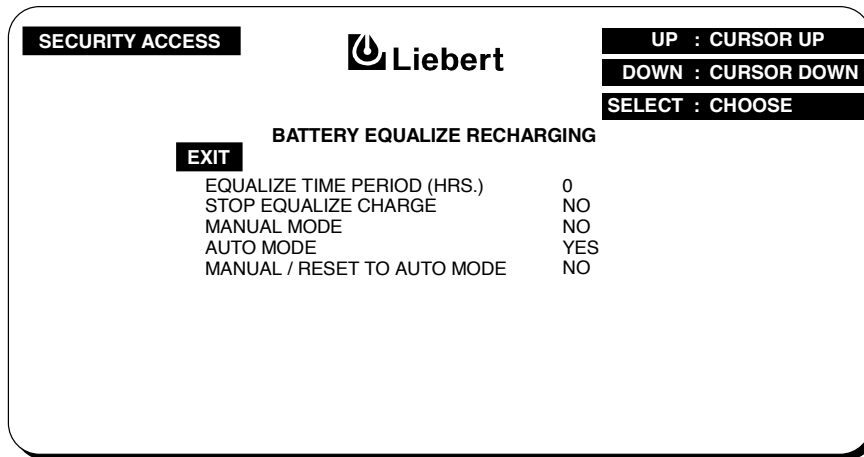 SECURITY ACCESS
Liebert
UP : CURSOR UP
DOWN : CURSOR DOWN
SELECT : CHOOSE
BATTERY EQUALIZE RECHARGING
EXIT
EQUALIZE TIME PERIOD (HRS.) 0
STOP EQUALIZE CHARGE NO
MANUAL MODE NO
AUTO MODE YES
MANUAL / RESET TO AUTO MODE NO